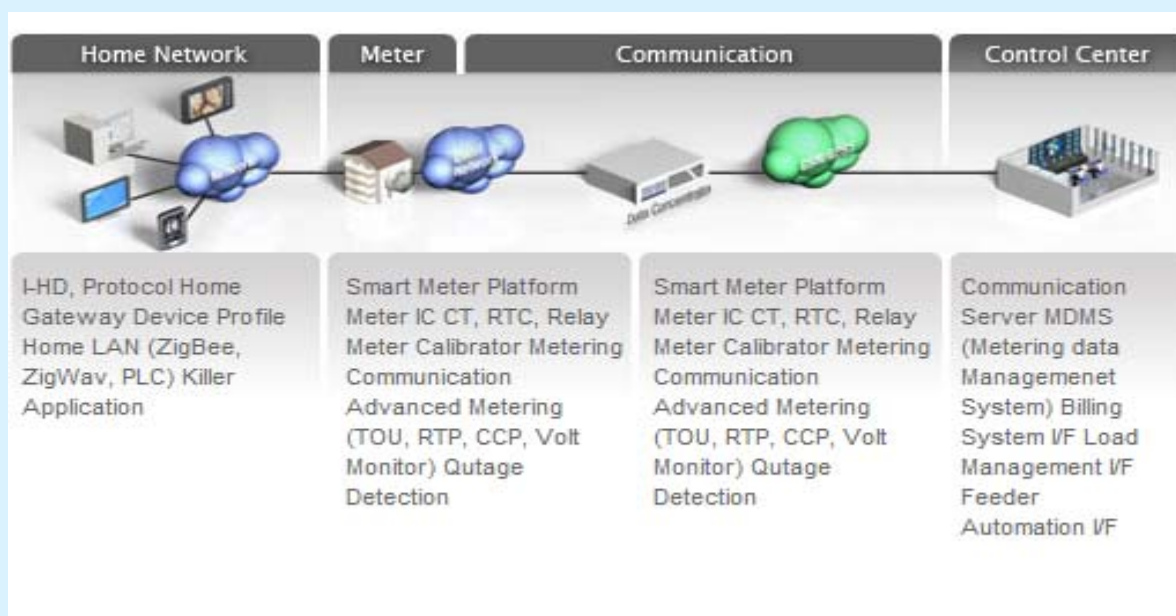 Home Network
Meter
Communication
Control Center
Data Concentrator
I-HD, Protocol Home
Gateway Device Profile
Home LAN (ZigBee,
ZigWav, PLC) Killer
Application
Smart Meter Platform
Meter IC CT, RTC, Relay
Meter Calibrator Metering
Communication
Advanced Metering
(TOU, RTP, CCP, Volt
Monitor) Qutage
Detection
Smart Meter Platform
Meter IC CT, RTC, Relay
Meter Calibrator Metering
Communication
Advanced Metering
(TOU, RTP, CCP, Volt
Monitor) Qutage
Detection
Communication
Server MDMS
(Metering data
Managemenet
System) Billing
System I/F Load
Management I/F
Feeder
Automation I/F